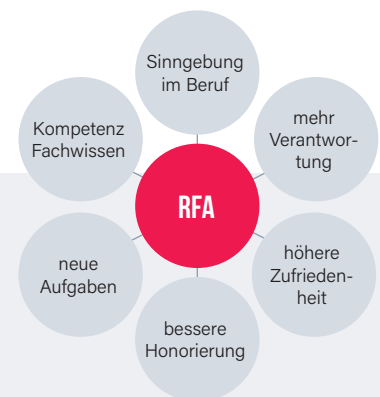 Sinngebung
im Beruf
mehr
Verantwor-
tung
höhere
Zufrieden-
heit
bessere
Honorierung
neue
Aufgaben
Kompetenz
Fachwissen
RFA